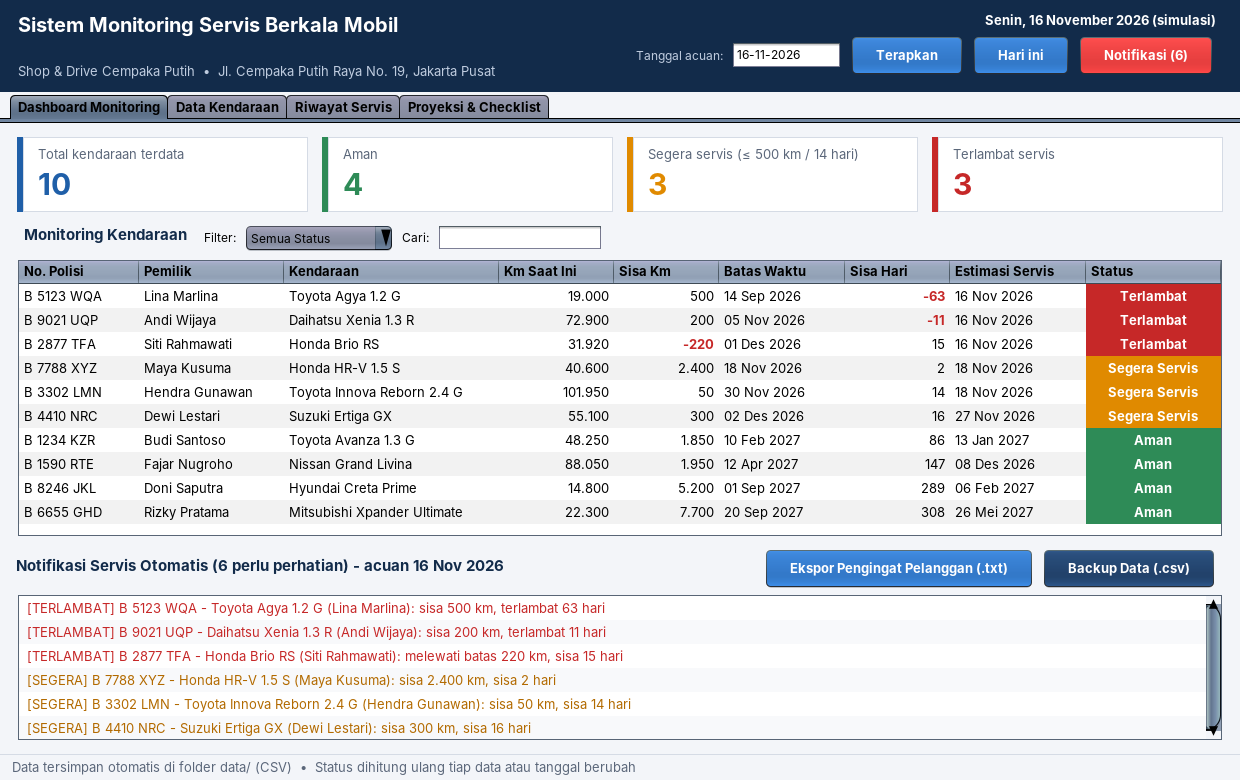 Sistem Monitoring Servis Berkala Mobil
Senin, 16 November 2026 (simulasi)
Shop & Drive Cempaka Putih • Jl. Cempaka Putih Raya No. 19, Jakarta Pusat
Tanggal acuan: 16-11-2026 Terapkan Hari ini Notifikasi (6)
Dashboard Monitoring Data Kendaraan Riwayat Servis Proyeksi & Checklist
Total kendaraan terdata
10
Aman
4
Segera servis (≤ 500 km / 14 hari)
3
Terlambat servis
3
Monitoring Kendaraan Filter: Semua Status Cari:
No. Polisi Pemilik Kendaraan Km Saat Ini Sisa Km Batas Waktu Sisa Hari Estimasi Servis Status
B 5123 WQA Lina Marlina Toyota Agya 1.2 G 19.000 500 14 Sep 2026 -63 16 Nov 2026 Terlambat
B 9021 UQP Andi Wijaya Daihatsu Xenia 1.3 R 72.900 200 05 Nov 2026 -11 16 Nov 2026 Terlambat
B 2877 TFA Siti Rahmawati Honda Brio RS 31.920 -220 01 Des 2026 15 16 Nov 2026 Terlambat
B 7788 XYZ Maya Kusuma Honda HR-V 1.5 S 40.600 2.400 18 Nov 2026 2 18 Nov 2026 Segera Servis
B 3302 LMN Hendra Gunawan Toyota Innova Reborn 2.4 G 101.950 50 30 Nov 2026 14 18 Nov 2026 Segera Servis
B 4410 NRC Dewi Lestari Suzuki Ertiga GX 55.100 300 02 Des 2026 16 27 Nov 2026 Segera Servis
B 1234 KZR Budi Santoso Toyota Avanza 1.3 G 48.250 1.850 10 Feb 2027 86 13 Jan 2027 Aman
B 1590 RTE Fajar Nugroho Nissan Grand Livina 88.050 1.950 12 Apr 2027 147 08 Des 2026 Aman
B 8246 JKL Doni Saputra Hyundai Creta Prime 14.800 5.200 01 Sep 2027 289 06 Feb 2027 Aman
B 6655 GHD Rizky Pratama Mitsubishi Xpander Ultimate 22.300 7.700 20 Sep 2027 308 26 Mei 2027 Aman
Notifikasi Servis Otomatis (6 perlu perhatian) - acuan 16 Nov 2026
Ekspor Pengingat Pelanggan (.txt) Backup Data (.csv)
[TERLAMBAT] B 5123 WQA - Toyota Agya 1.2 G (Lina Marlina): sisa 500 km, terlambat 63 hari
[TERLAMBAT] B 9021 UQP - Daihatsu Xenia 1.3 R (Andi Wijaya): sisa 200 km, terlambat 11 hari
[TERLAMBAT] B 2877 TFA - Honda Brio RS (Siti Rahmawati): melewati batas 220 km, sisa 15 hari
[SEGERA] B 7788 XYZ - Honda HR-V 1.5 S (Maya Kusuma): sisa 2.400 km, sisa 2 hari
[SEGERA] B 3302 LMN - Toyota Innova Reborn 2.4 G (Hendra Gunawan): sisa 50 km, sisa 14 hari
[SEGERA] B 4410 NRC - Suzuki Ertiga GX (Dewi Lestari): sisa 300 km, sisa 16 hari
Data tersimpan otomatis di folder data/ (CSV) • Status dihitung ulang tiap data atau tanggal berubah